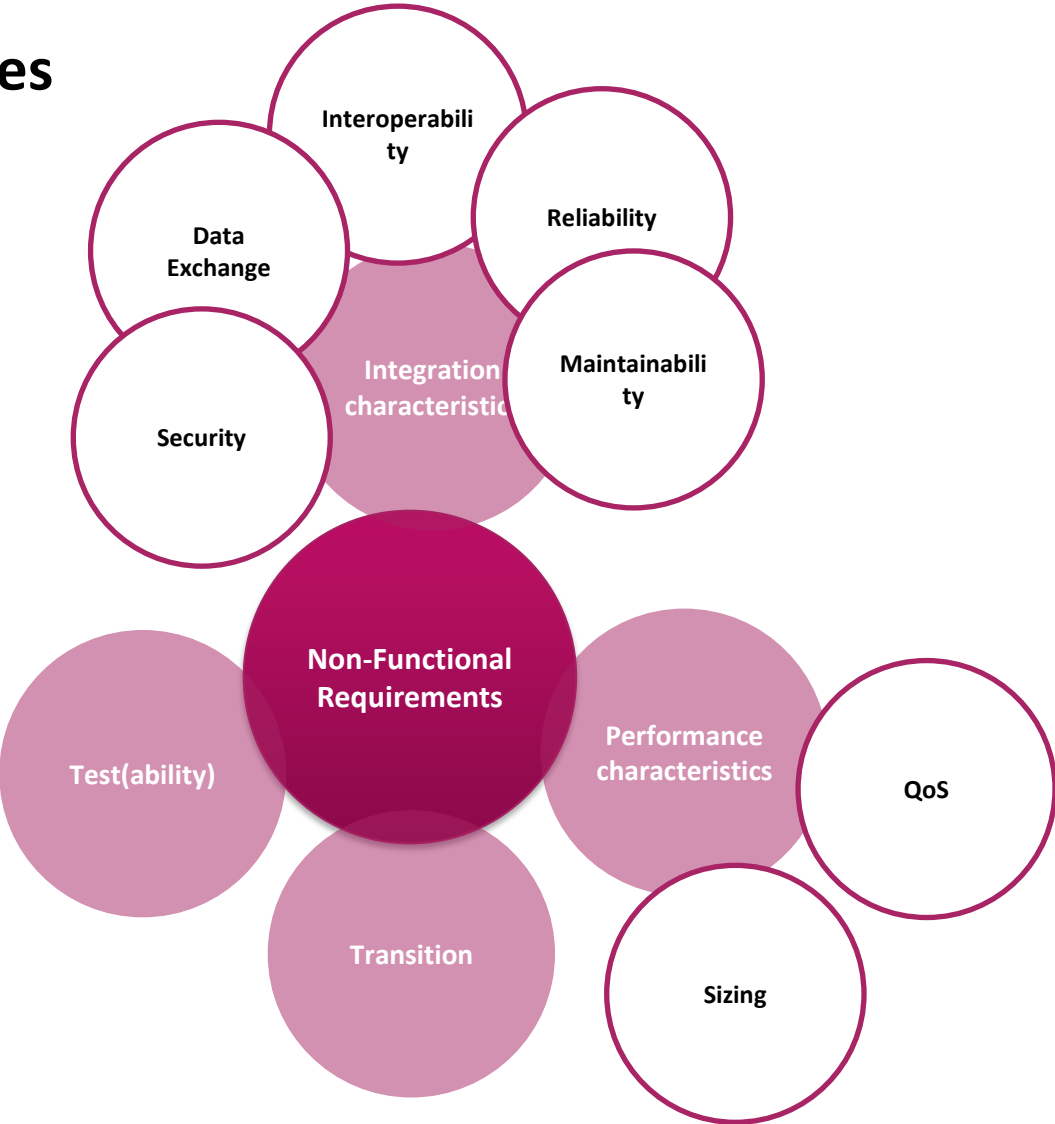 es
Interoperabili
ty
Reliability
Data
Exchange
Integration
characteristic
Maintainabili
ty
Security
Non-Functional
Requirements
Test(ability)
Performance
characteristics
QoS
Transition
Sizing